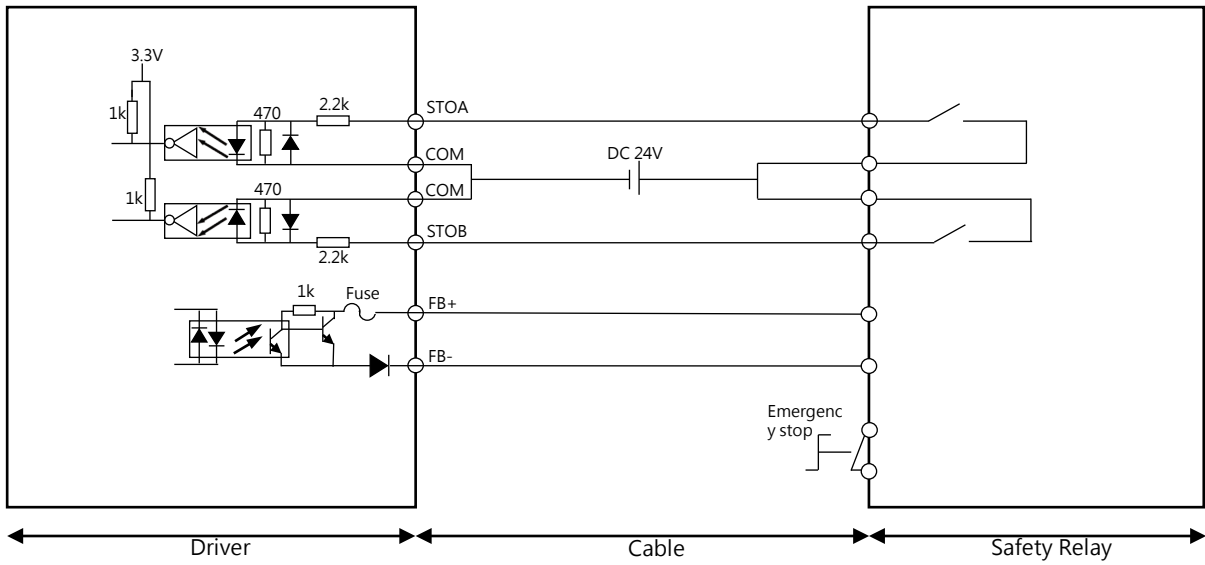 3.3V
1k
470
2.2k
STOA
COM
DC 24V
COM
1k
470
STOB
2.2k
1k
Fuse
FB+
FB-
Emergenc
y stop
Driver
Cable
Safety Relay